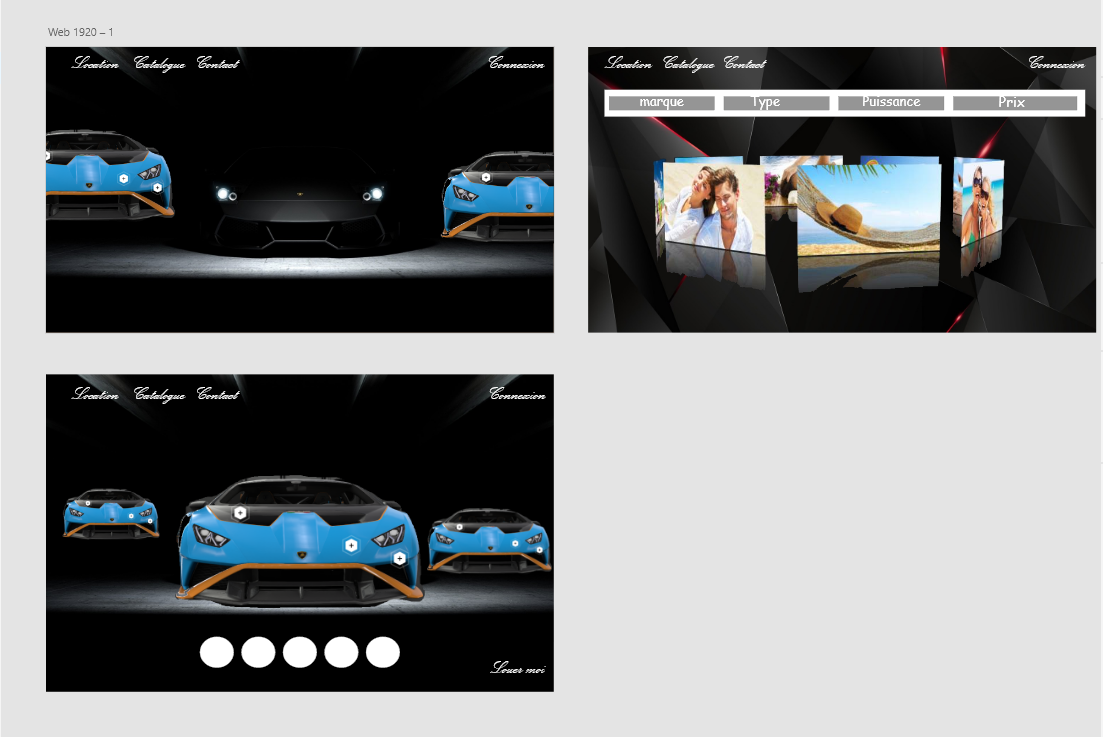 Web 1920 – 1
Location Catalogue Contact Connexion
Location Catalogue Contact Connexion
marque Type Puissance Prix
Location Catalogue Contact Connexion
Louer moi